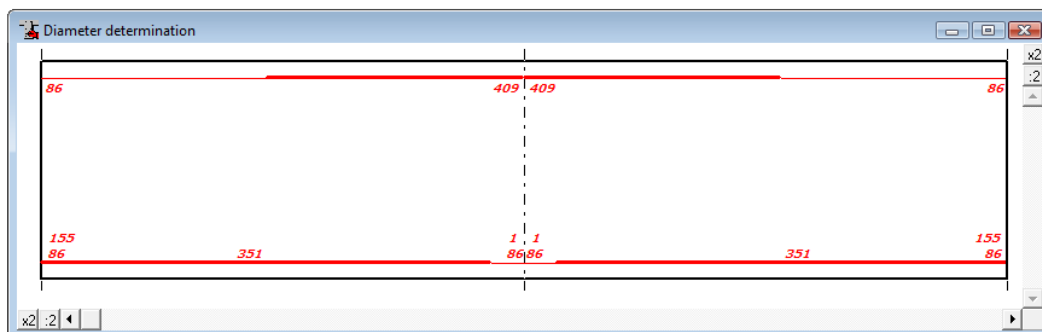 Diameter determination
x2
:2
86 409 409 86
155 1 1 155
86 351 86 86 351 86
x2 :2